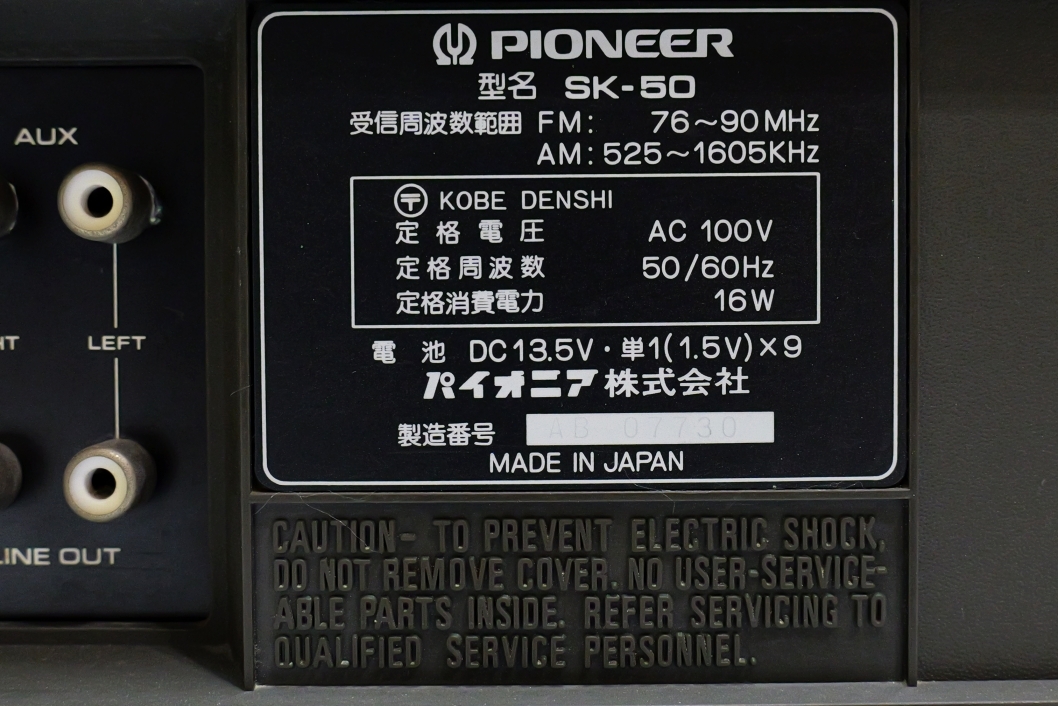 AUX
LEFT
LINE OUT
PIONEER
型名 SK-50
受信周波数範囲 FM: 76~90MHz
AM: 525~1605KHz
〒 KOBE DENSHI
定格電圧 AC 100V
定格周波数 50/60Hz
定格消費電力 16W
電池 DC13.5V・単1(1.5V)×9
パイオニア株式会社
製造番号 AB 07730
MADE IN JAPAN
CAUTION- TO PREVENT ELECTRIC SHOCK,
DO NOT REMOVE COVER. NO USER-SERVICE-
ABLE PARTS INSIDE. REFER SERVICING TO
QUALIFIED SERVICE PERSONNEL.